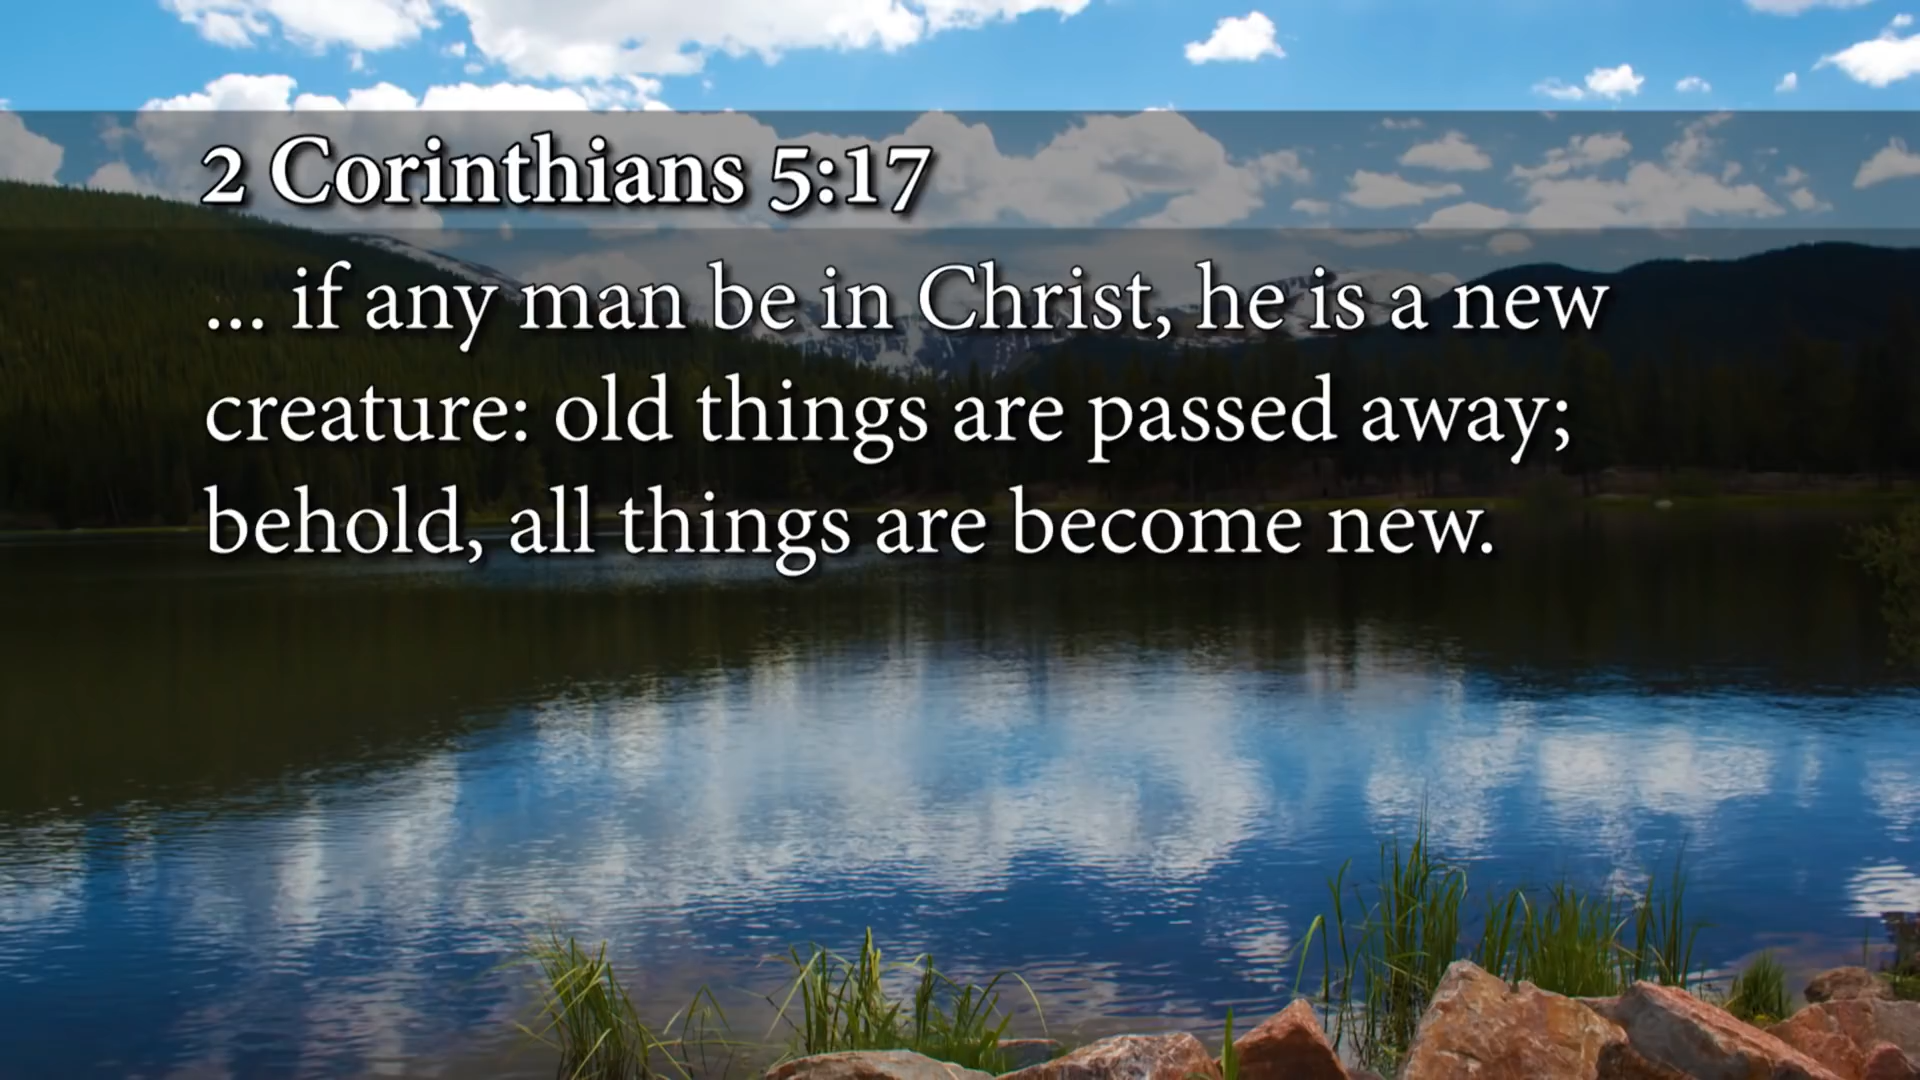 2 Corinthians 5:17
... if any man be in Christ, he is a new
creature: old things are passed away;
behold, all things are become new.